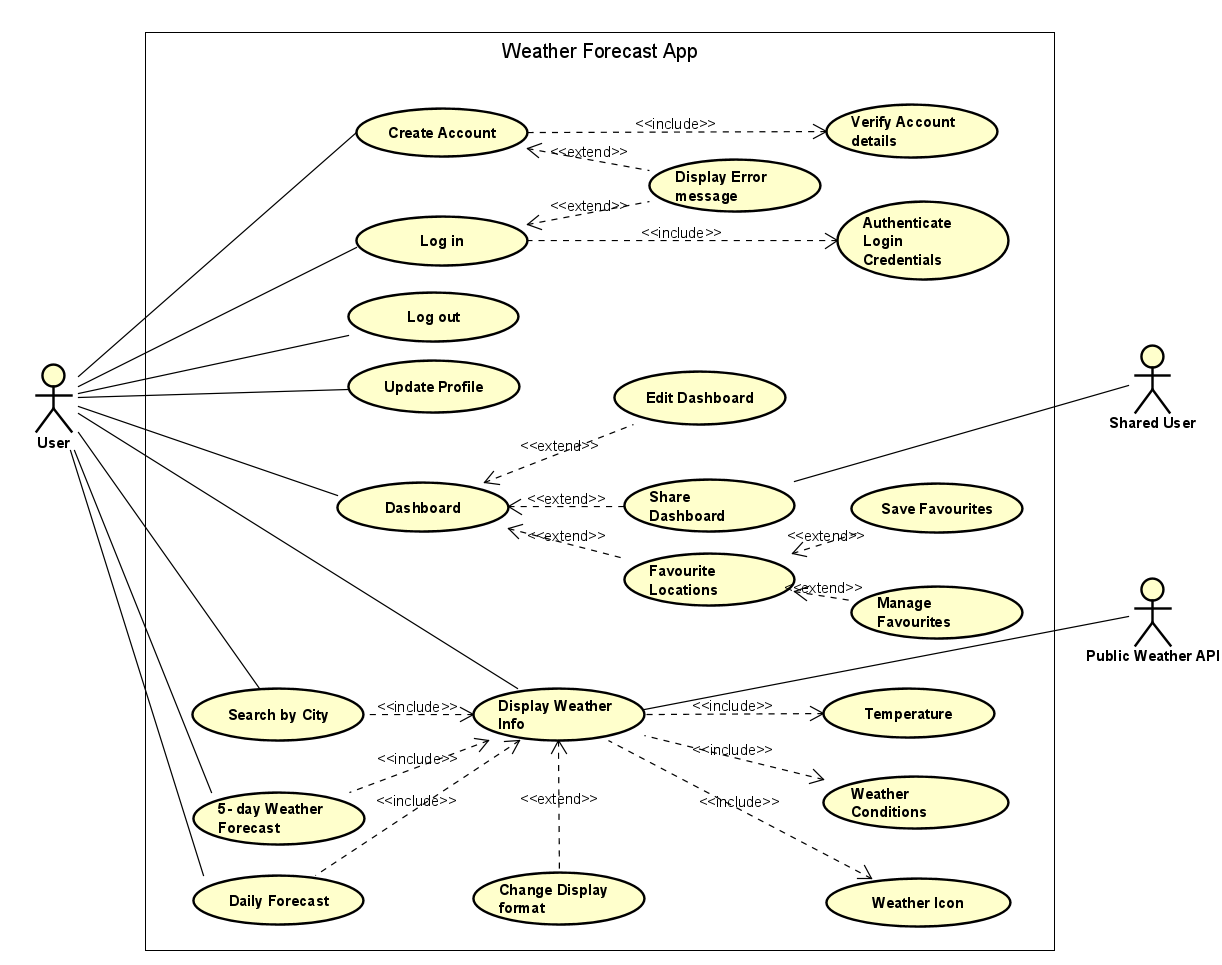 Weather Forecast App
Create Account
<<include>>
Verify Account
details
<<extend>>
Display Error
message
<<extend>>
Log in
<<include>>
Authenticate
Login
Credentials
Log out
Update Profile
User
Edit Dashboard
Shared User
<<extend>>
Dashboard
<<extend>>
Share
Dashboard
Save Favourites
<<extend>>
<<extend>>
Favourite
Locations
<<extend>>
Manage
Favourites
Public Weather API
Search by City
<<include>>
Display Weather
Info
<<include>>
Temperature
<<include>>
<<include>>
5- day Weather
Forecast
<<include>>
<<extend>>
<<include>>
Weather
Conditions
Daily Forecast
Change Display
format
Weather Icon